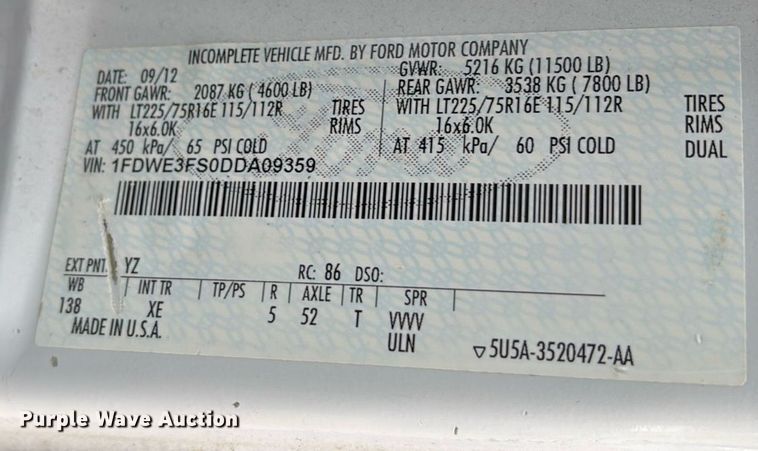 INCOMPLETE VEHICLE MFD. BY FORD MOTOR COMPANY
DATE: 09/12 GVWR: 5216 KG (11500 LB)
FRONT GAWR: 2087 KG ( 4600 LB) REAR GAWR: 3538 KG ( 7800 LB)
WITH LT225/75R16E 115/112R TIRES WITH LT225/75R16E 115/112R TIRES
16x6.0K RIMS 16x6.0K RIMS
AT 450 kPa/ 65 PSI COLD AT 415 kPa/ 60 PSI COLD DUAL
VIN: 1FDWE3FS0DDA09359
EXT PNT: YZ RC: 86 DSO:
WB INT TR TP/PS R AXLE TR SPR
138 XE 5 52 T VVVV
MADE IN U.S.A. ULN ▽5U5A-3520472-AA
Purple Wave Auction